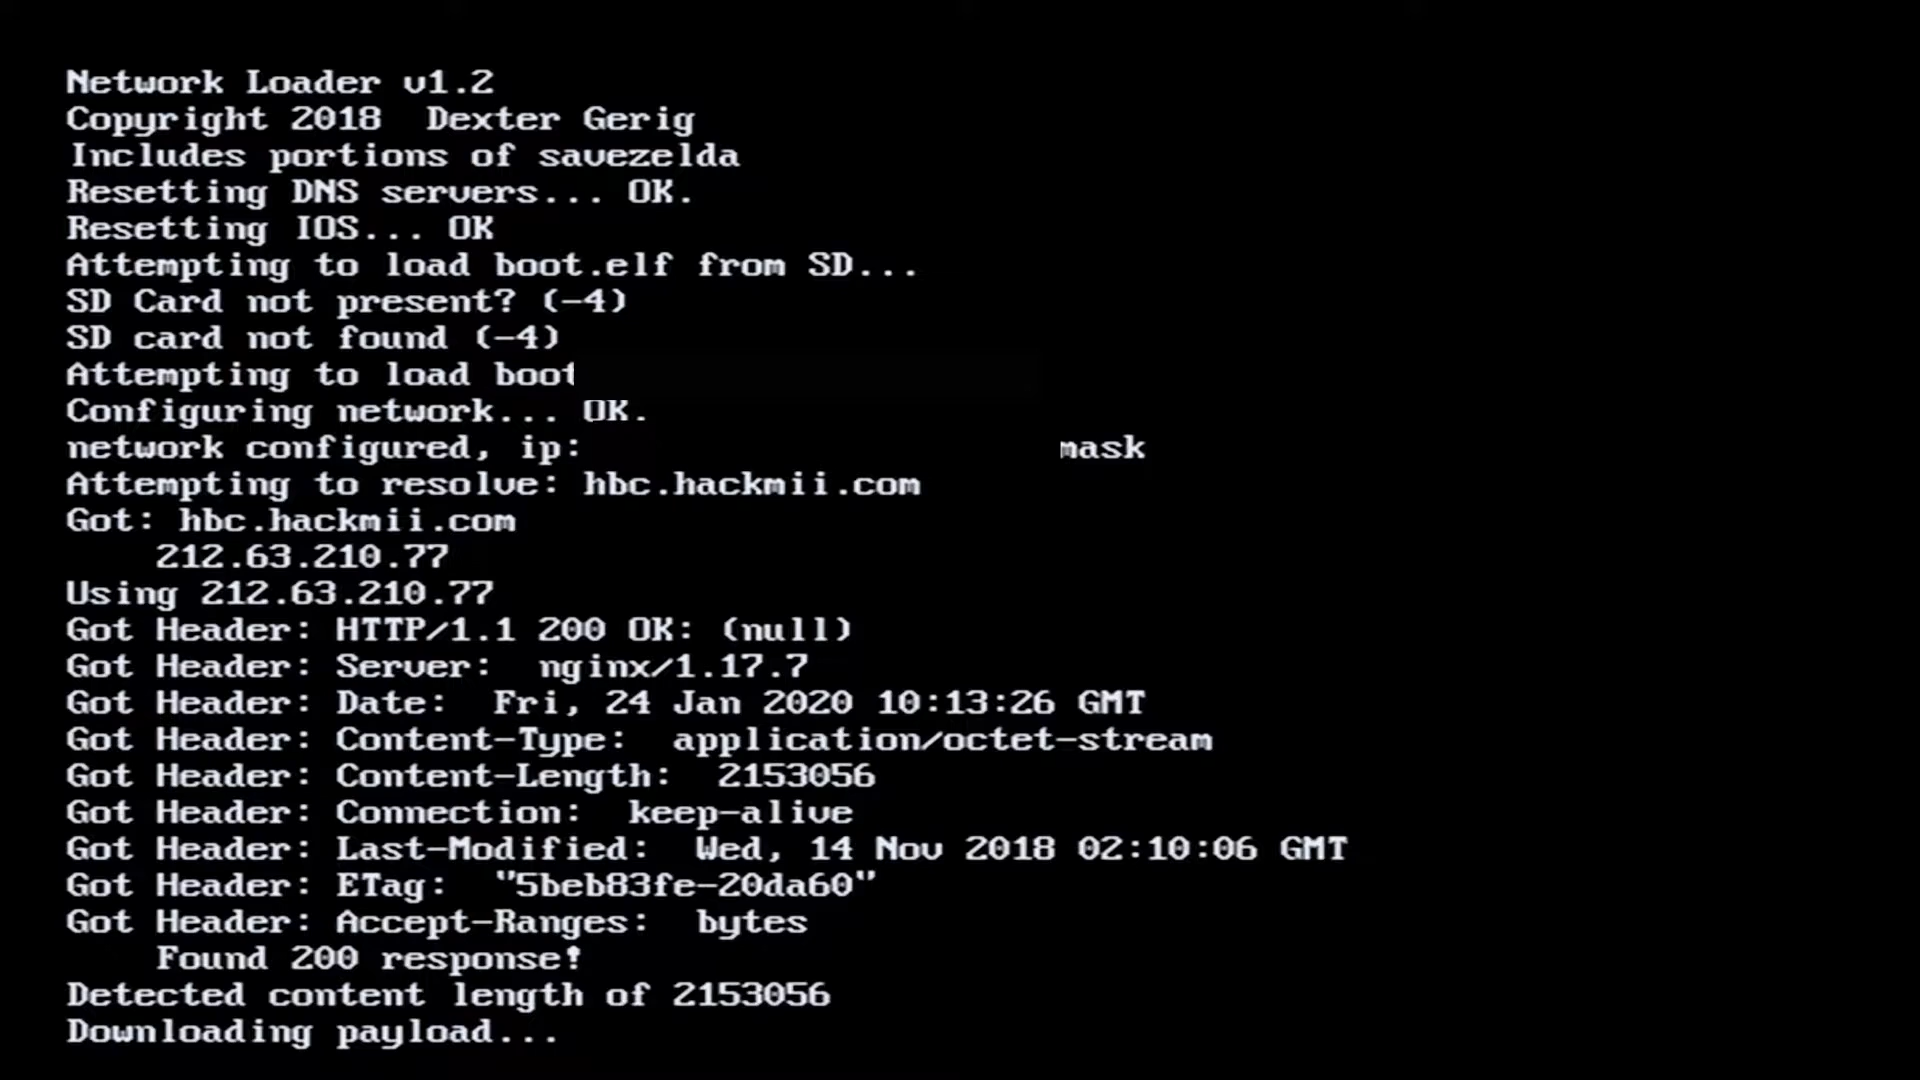 Network Loader v1.2
Copyright 2018  Dexter Gerig
Includes portions of savezelda
Resetting DNS servers... OK.
Resetting IOS... OK
Attempting to load boot.elf from SD...
SD Card not present? (-4)
SD card not found (-4)
Attempting to load boot
Configuring network... OK.
network configured, ip: mask
Attempting to resolve: hbc.hackmii.com
Got: hbc.hackmii.com
212.63.210.77
Using 212.63.210.77
Got Header: HTTP/1.1 200 OK: (null)
Got Header: Server:  nginx/1.17.7
Got Header: Date:  Fri, 24 Jan 2020 10:13:26 GMT
Got Header: Content-Type:  application/octet-stream
Got Header: Content-Length:  2153056
Got Header: Connection:  keep-alive
Got Header: Last-Modified:  Wed, 14 Nov 2018 02:10:06 GMT
Got Header: ETag:  "5beb83fe-20da60"
Got Header: Accept-Ranges:  bytes
Found 200 response!
Detected content length of 2153056
Downloading payload...